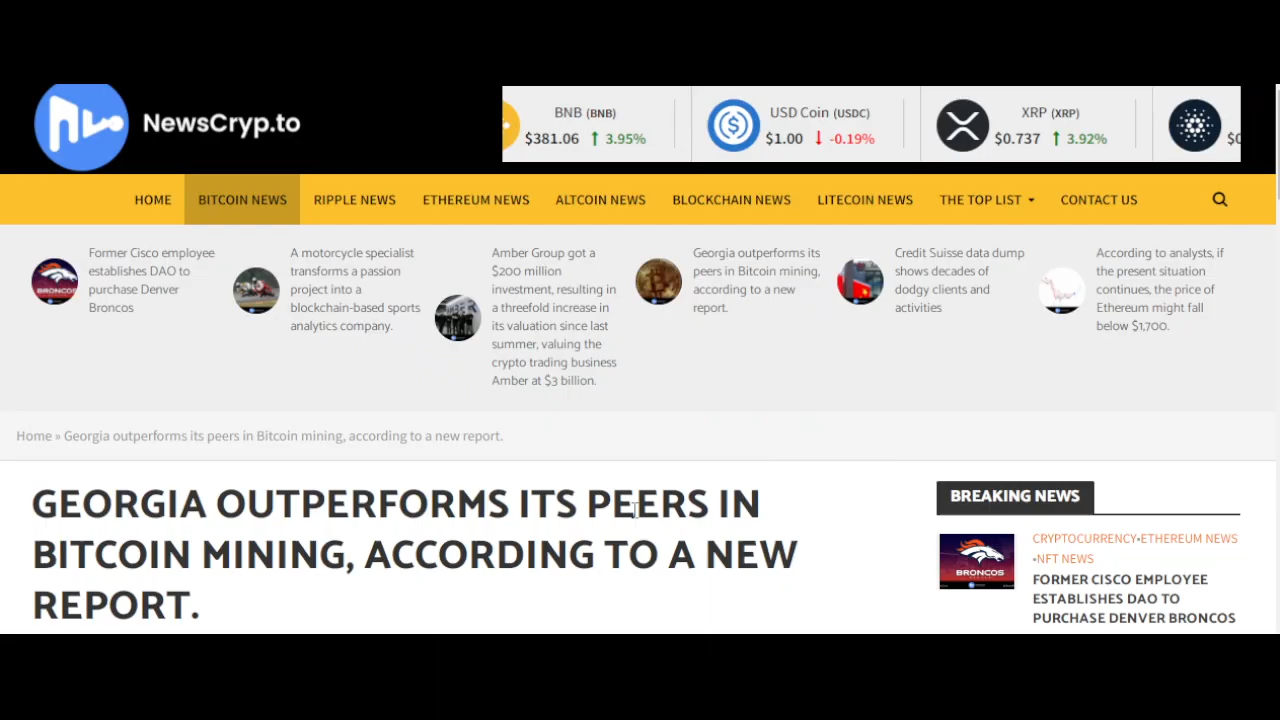 NewsCryp.to
BNB (BNB)
$381.06 ↑ 3.95%
USD Coin (USDC)
$1.00 ↓ -0.19%
XRP (XRP)
$0.737 ↑ 3.92%
HOME BITCOIN NEWS RIPPLE NEWS ETHEREUM NEWS ALTCOIN NEWS BLOCKCHAIN NEWS LITECOIN NEWS THE TOP LIST CONTACT US
Former Cisco employee
establishes DAO to
purchase Denver
Broncos
A motorcycle specialist
transforms a passion
project into a
blockchain-based sports
analytics company.
Amber Group got a
$200 million
investment, resulting in
a threefold increase in
its valuation since last
summer, valuing the
crypto trading business
Amber at $3 billion.
Georgia outperforms its
peers in Bitcoin mining,
according to a new
report.
Credit Suisse data dump
shows decades of
dodgy clients and
activities
According to analysts, if
the present situation
continues, the price of
Ethereum might fall
below $1,700.
Home » Georgia outperforms its peers in Bitcoin mining, according to a new report.
GEORGIA OUTPERFORMS ITS PEERS IN
BITCOIN MINING, ACCORDING TO A NEW
REPORT.
BREAKING NEWS
BRONCOS
CRYPTOCURRENCY•ETHEREUM NEWS
•NFT NEWS
FORMER CISCO EMPLOYEE
ESTABLISHES DAO TO
PURCHASE DENVER BRONCOS